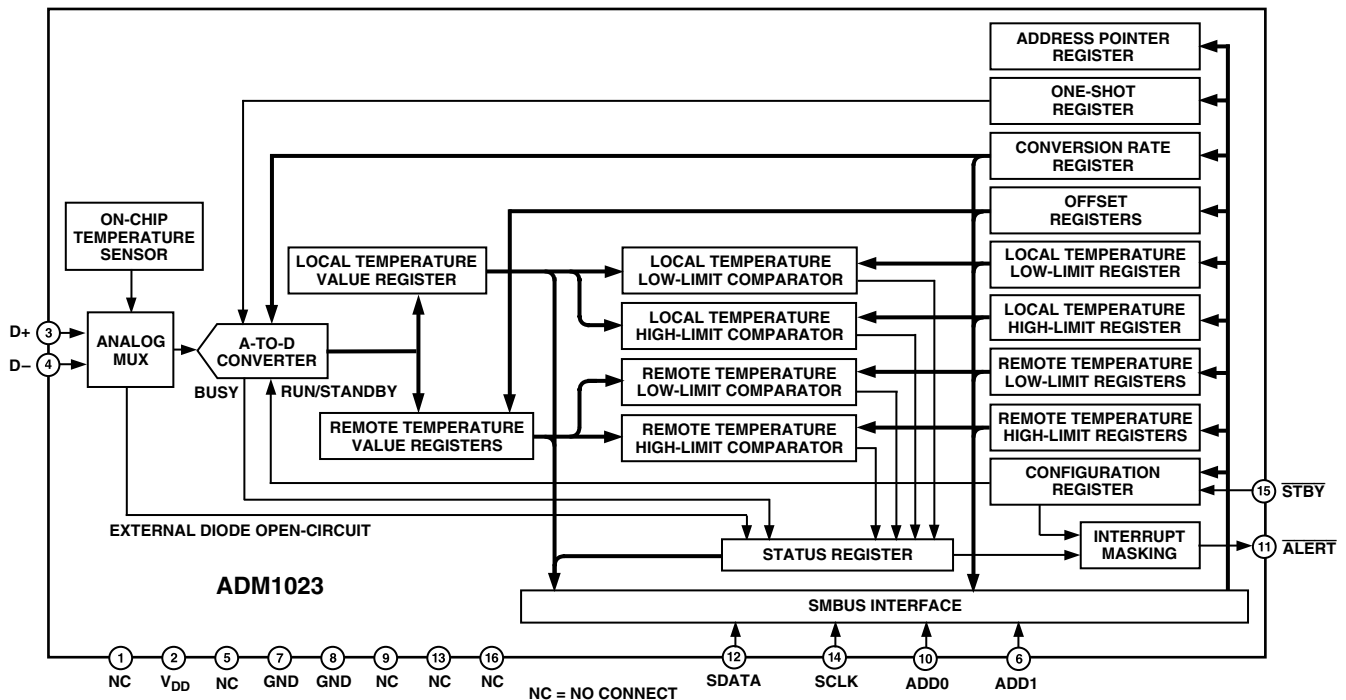 ADDRESS POINTER
REGISTER
ONE-SHOT
REGISTER
CONVERSION RATE
REGISTER
OFFSET
REGISTERS
ON-CHIP
TEMPERATURE
SENSOR
LOCAL TEMPERATURE
VALUE REGISTER
LOCAL TEMPERATURE
LOW-LIMIT COMPARATOR
LOCAL TEMPERATURE
LOW-LIMIT REGISTER
D+ 3
D– 4
ANALOG
MUX
A-TO-D
CONVERTER
LOCAL TEMPERATURE
HIGH-LIMIT COMPARATOR
LOCAL TEMPERATURE
HIGH-LIMIT REGISTER
BUSY
RUN/STANDBY
REMOTE TEMPERATURE
LOW-LIMIT COMPARATOR
REMOTE TEMPERATURE
LOW-LIMIT REGISTERS
REMOTE TEMPERATURE
VALUE REGISTERS
REMOTE TEMPERATURE
HIGH-LIMIT COMPARATOR
REMOTE TEMPERATURE
HIGH-LIMIT REGISTERS
CONFIGURATION
REGISTER
15 STBY
EXTERNAL DIODE OPEN-CIRCUIT
STATUS REGISTER
INTERRUPT
MASKING
11 ALERT
ADM1023
SMBUS INTERFACE
1 2 5 7 8 9 13 16 12 14 10 6
NC VDD NC GND GND NC NC NC SDATA SCLK ADD0 ADD1
NC = NO CONNECT